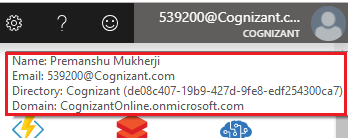 539200@Cognizant.c...
COGNIZANT
Name: Premanshu Mukherji
Email: 539200@Cognizant.com
Directory: Cognizant (de08c407-19b9-427d-9fe8-edf254300ca7)
Domain: CognizantOnline.onmicrosoft.com